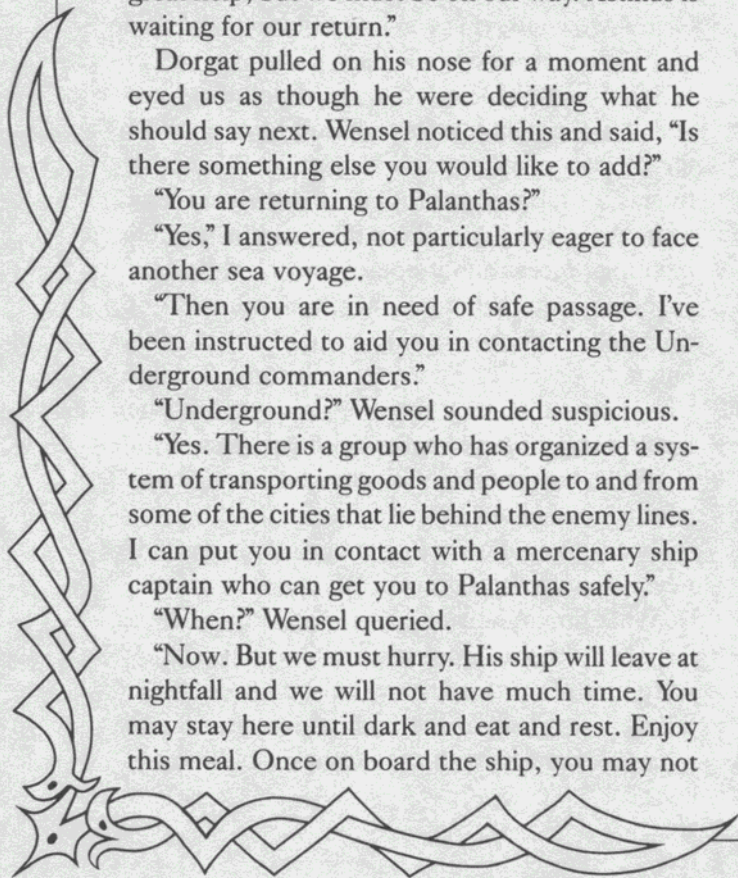 waiting for our return.”
Dorgat pulled on his nose for a moment and
eyed us as though he were deciding what he
should say next. Wensel noticed this and said, “Is
there something else you would like to add?”
“You are returning to Palanthas?”
“Yes,” I answered, not particularly eager to face
another sea voyage.
“Then you are in need of safe passage. I’ve
been instructed to aid you in contacting the Un-
derground commanders.”
“Underground?” Wensel sounded suspicious.
“Yes. There is a group who has organized a sys-
tem of transporting goods and people to and from
some of the cities that lie behind the enemy lines.
I can put you in contact with a mercenary ship
captain who can get you to Palanthas safely.”
“When?” Wensel queried.
“Now. But we must hurry. His ship will leave at
nightfall and we will not have much time. You
may stay here until dark and eat and rest. Enjoy
this meal. Once on board the ship, you may not